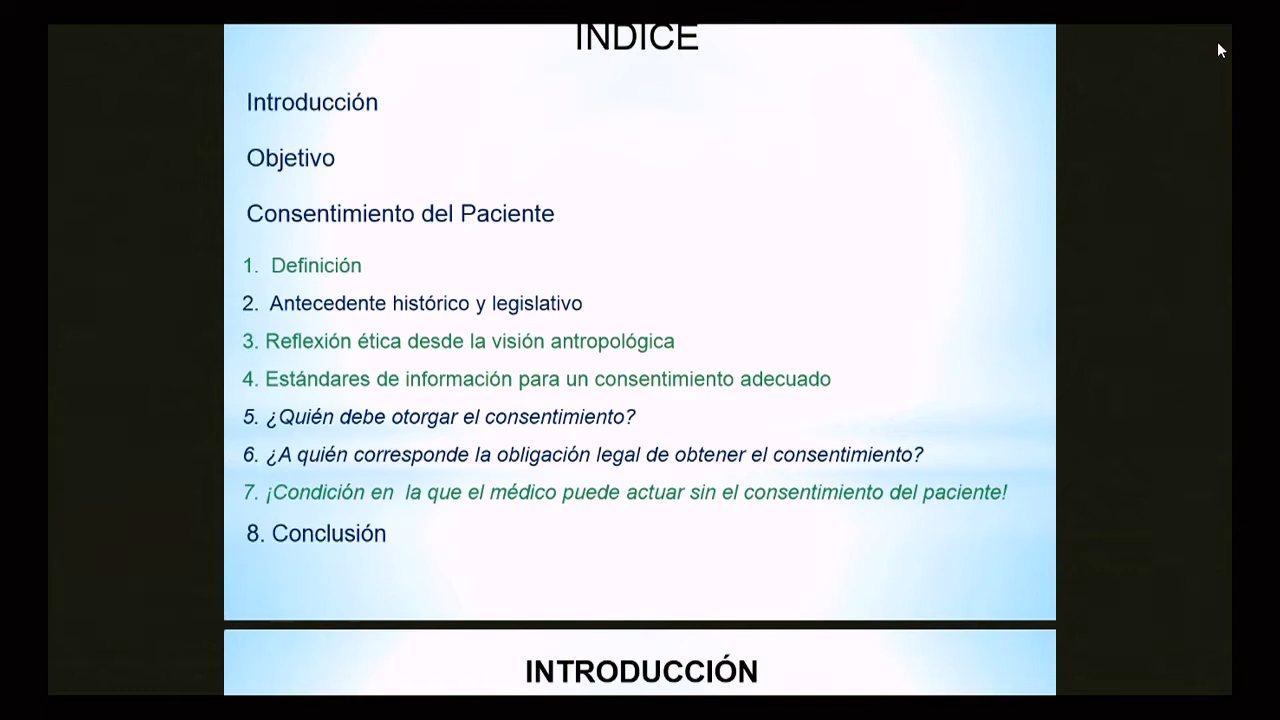 INDICE
Introducción
Objetivo
Consentimiento del Paciente
1. Definición
2. Antecedente histórico y legislativo
3. Reflexión ética desde la visión antropológica
4. Estándares de información para un consentimiento adecuado
5. ¿Quién debe otorgar el consentimiento?
6. ¿A quién corresponde la obligación legal de obtener el consentimiento?
7. ¡Condición en la que el médico puede actuar sin el consentimiento del paciente!
8. Conclusión
INTRODUCCIÓN